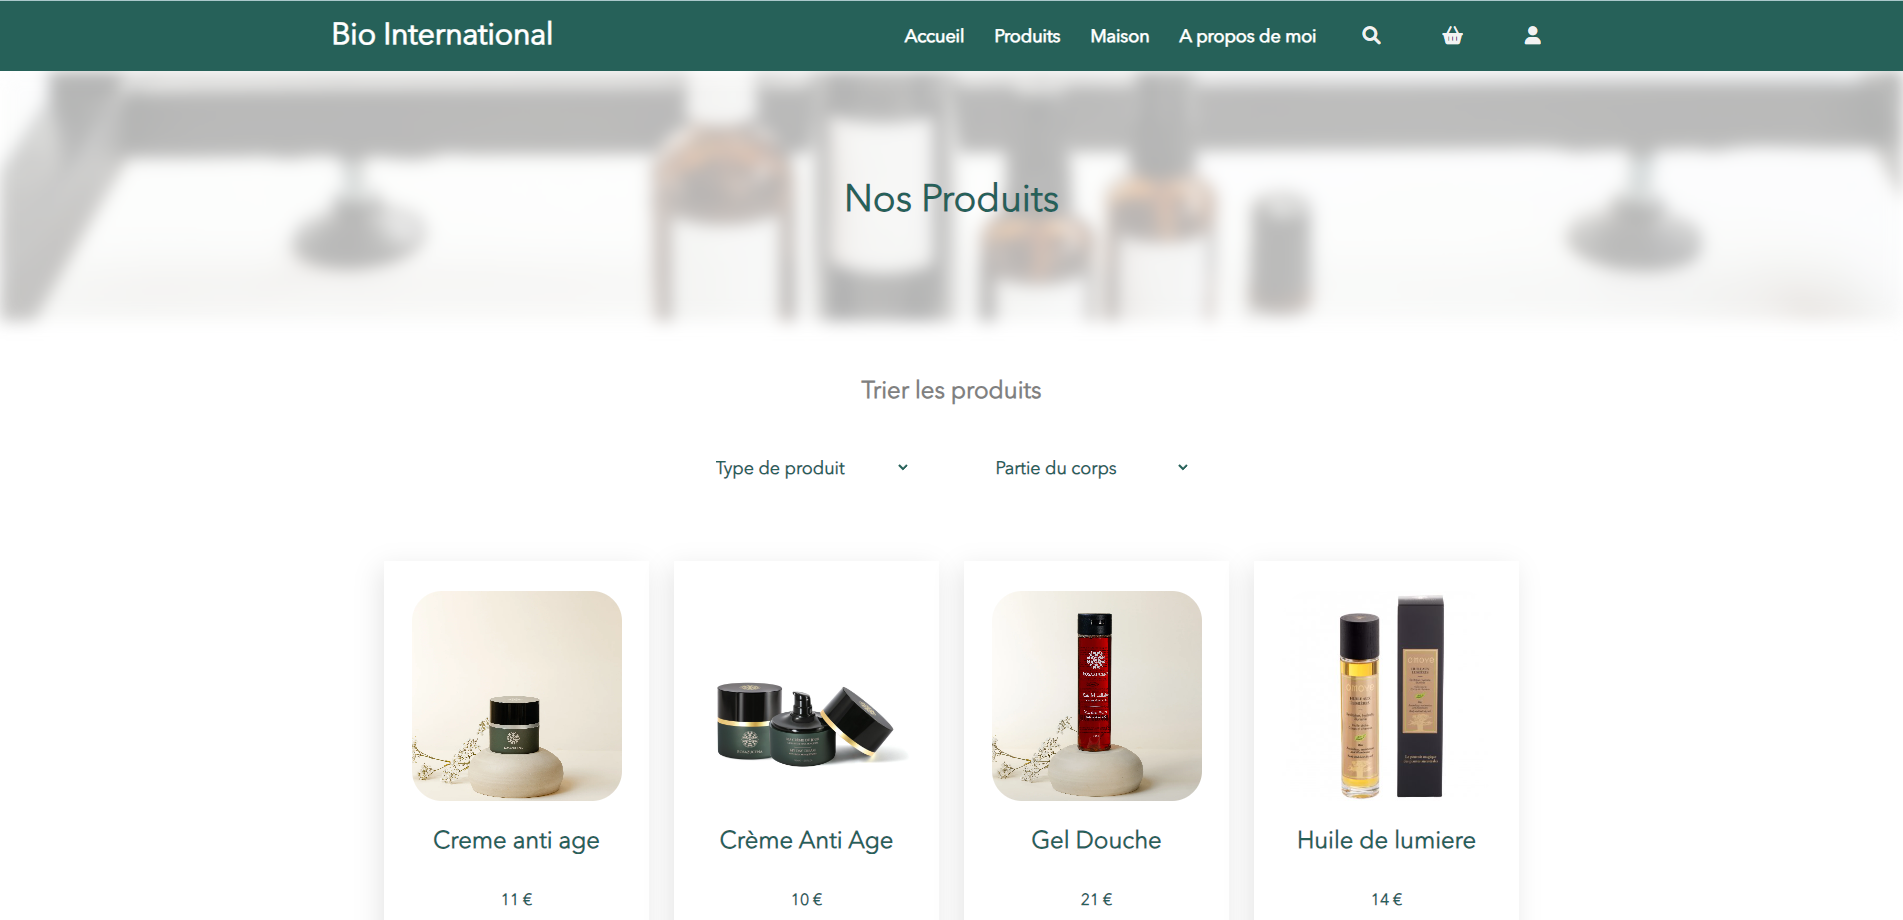 Bio International
Accueil Produits Maison A propos de moi
Nos Produits
Trier les produits
Type de produit Partie du corps
Creme anti age
Crème Anti Age
Gel Douche
Huile de lumiere
11 €
10 €
21 €
14 €